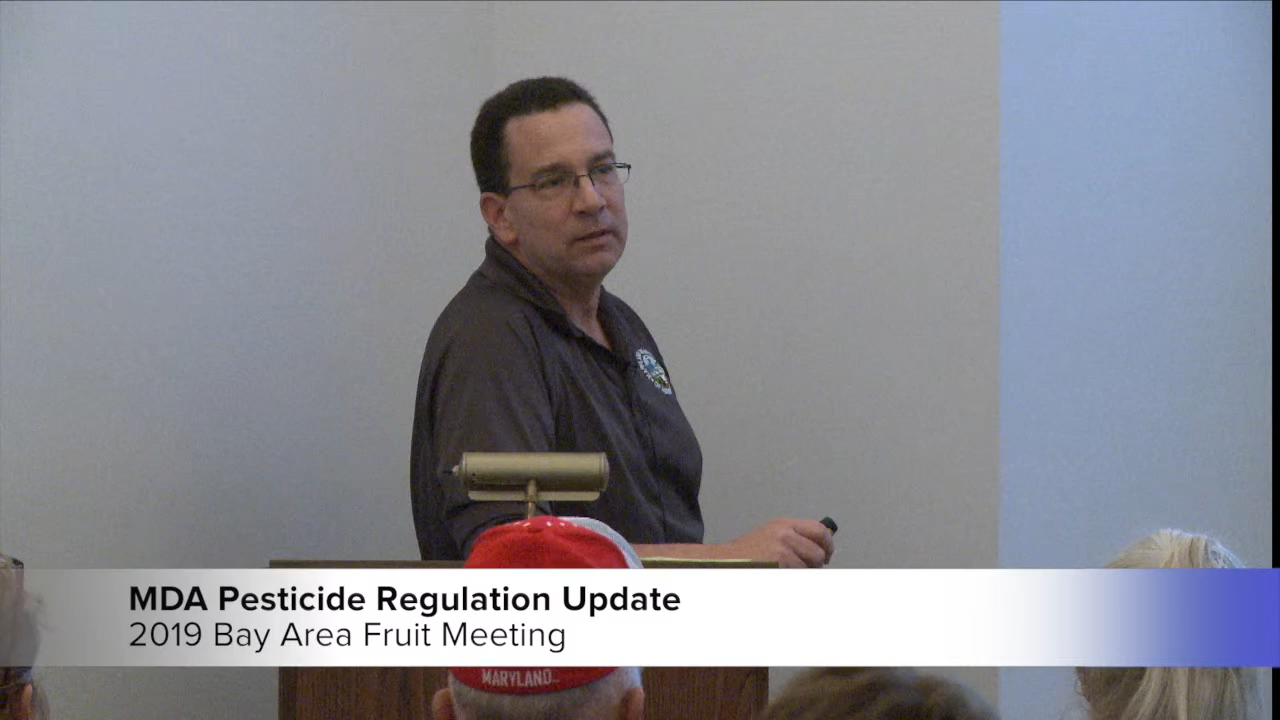 MDA Pesticide Regulation Update
2019 Bay Area Fruit Meeting
MARYLAND...